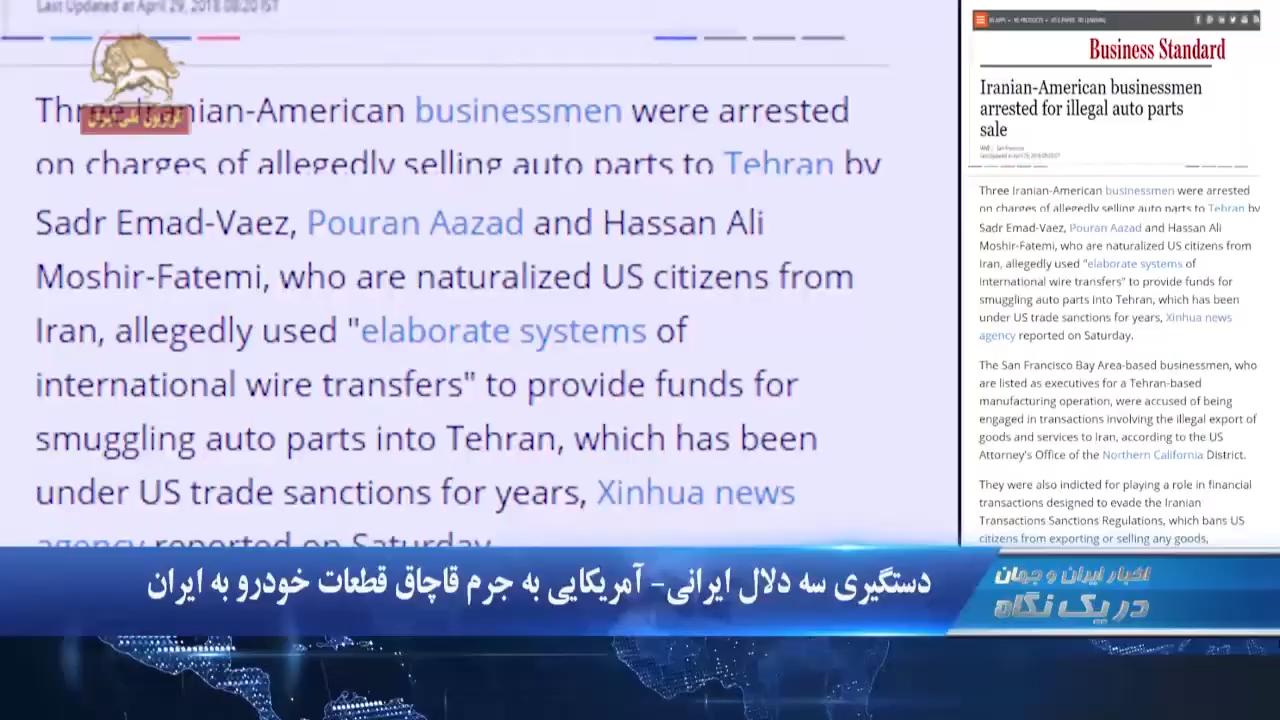 Last Updated at April 29, 2018 08:20 IST
تلویزیون ملی ایران
Three Iranian-American businessmen were arrested
on charges of allegedly selling auto parts to Tehran by
Sadr Emad-Vaez, Pouran Aazad and Hassan Ali
Moshir-Fatemi, who are naturalized US citizens from
Iran, allegedly used "elaborate systems of
international wire transfers" to provide funds for
smuggling auto parts into Tehran, which has been
under US trade sanctions for years, Xinhua news
agency reported on Saturday.
Business Standard
Iranian-American businessmen
arrested for illegal auto parts
sale
Last Updated at April 29, 2018 08:20 IST
Three Iranian-American businessmen were arrested
on charges of allegedly selling auto parts to Tehran by
Sadr Emad-Vaez, Pouran Aazad and Hassan Ali
Moshir-Fatemi, who are naturalized US citizens from
Iran, allegedly used "elaborate systems of
international wire transfers" to provide funds for
smuggling auto parts into Tehran, which has been
under US trade sanctions for years, Xinhua news
agency reported on Saturday.
The San Francisco Bay Area-based businessmen, who
are listed as executives for a Tehran-based
manufacturing operation, were accused of being
engaged in transactions involving the illegal export of
goods and services to Iran, according to the US
Attorney's Office of the Northern California District.
They were also indicted for playing a role in financial
transactions designed to evade the Iranian
Transactions Sanctions Regulations, which bans US
citizens from exporting or selling any goods,
اخبار ایران و جهان
در یک نگاه
دستگیری سه دلال ایرانی- آمریکایی به جرم قاچاق قطعات خودرو به ایران